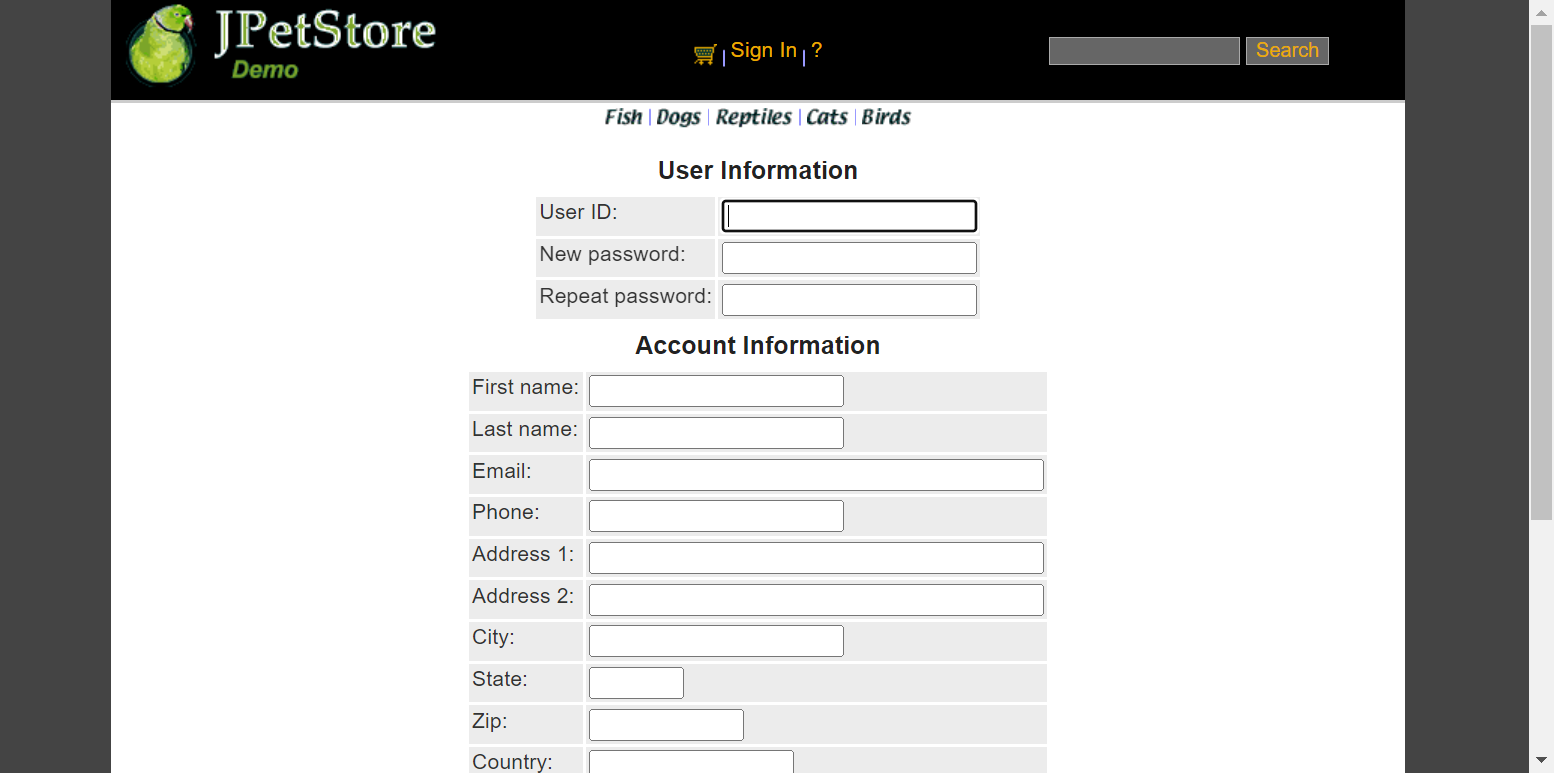 JPetStore
Demo
Sign In ?
Search
Fish | Dogs | Reptiles | Cats | Birds
User Information
User ID:
New password:
Repeat password:
Account Information
First name:
Last name:
Email:
Phone:
Address 1:
Address 2:
City:
State:
Zip:
Country: